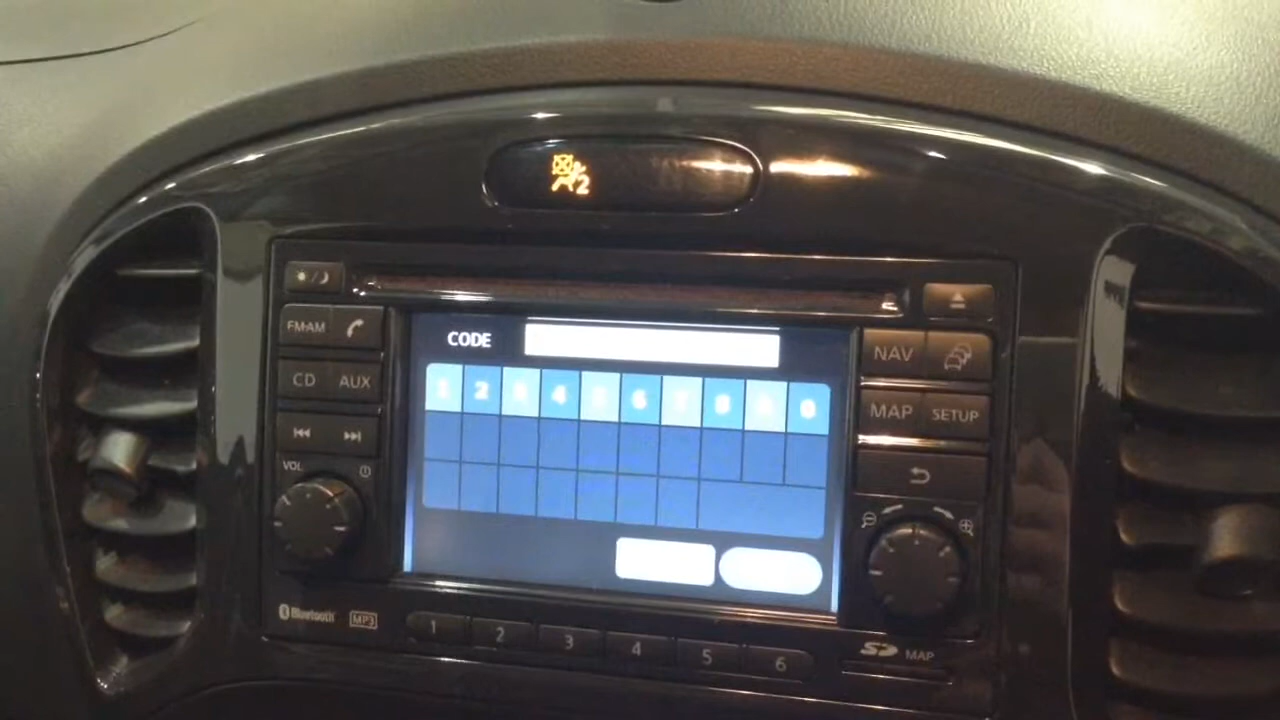 2
CODE
1 2 3 4 5 6 7 8 9 0
FM·AM
CD AUX
VOL
NAV
MAP SETUP
Bluetooth MP3
1 2 3 4 5 6
SD MAP